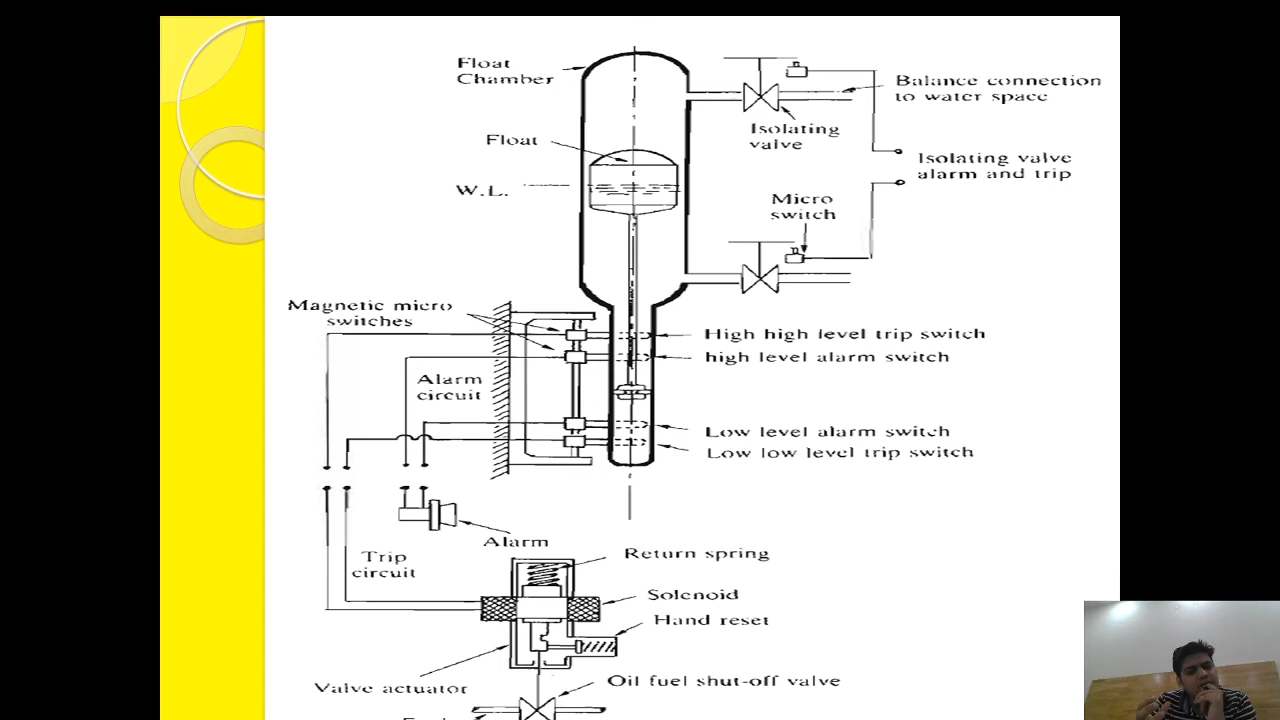 Float
Chamber
Balance connection
to water space
Isolating
valve
Float
Isolating valve
alarm and trip
W.L.
Micro
switch
Magnetic micro
switches
High high level trip switch
high level alarm switch
Alarm
circuit
Low level alarm switch
Low low level trip switch
Alarm
Return spring
Trip
circuit
Solenoid
Hand reset
Valve actuator
Oil fuel shut-off valve